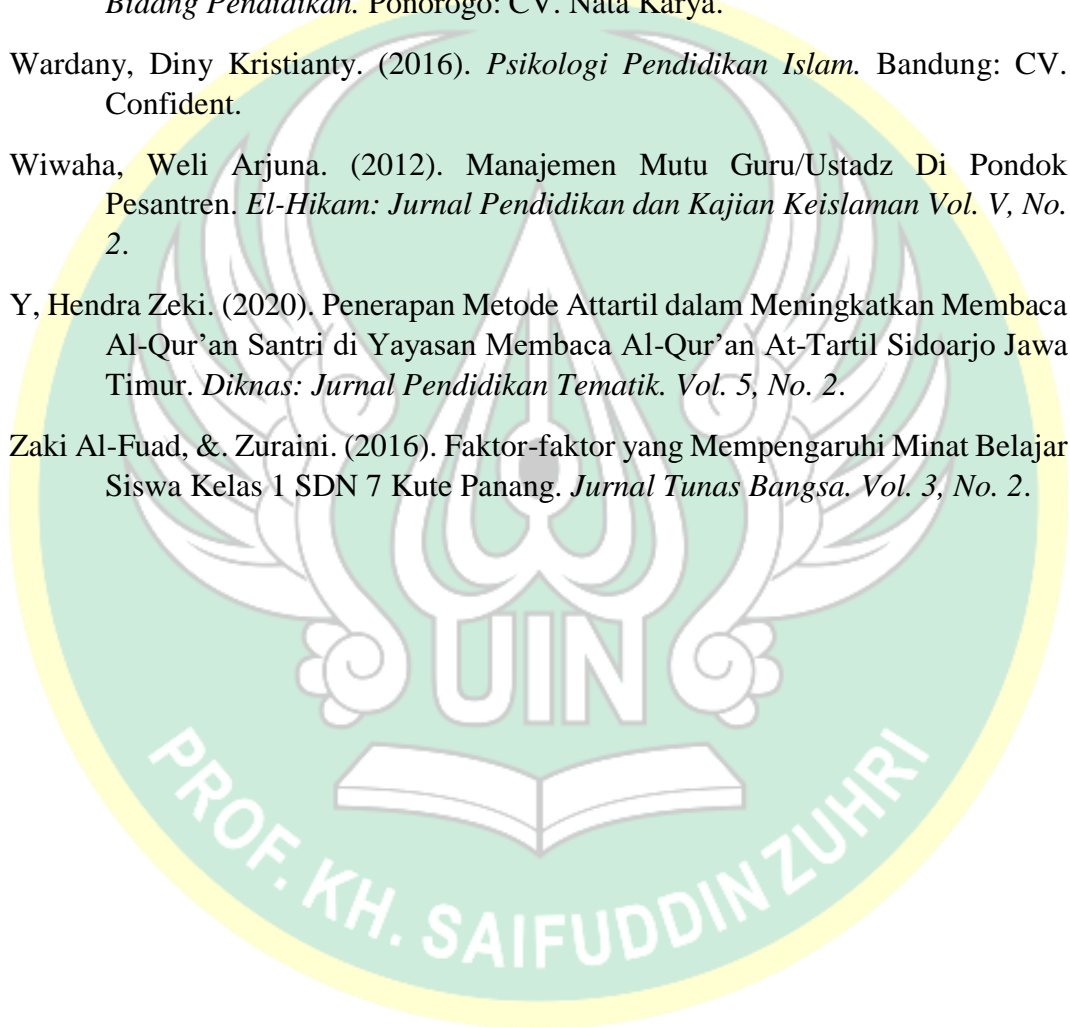 Bidang Pendidikan. Ponorogo: CV. Nata Karya.
Wardany, Diny Kristianty. (2016). Psikologi Pendidikan Islam. Bandung: CV.
Confident.
Wiwaha, Weli Arjuna. (2012). Manajemen Mutu Guru/Ustadz Di Pondok
Pesantren. El-Hikam: Jurnal Pendidikan dan Kajian Keislaman Vol. V, No.
2.
Y, Hendra Zeki. (2020). Penerapan Metode Attartil dalam Meningkatkan Membaca
Al-Qur’an Santri di Yayasan Membaca Al-Qur’an At-Tartil Sidoarjo Jawa
Timur. Diknas: Jurnal Pendidikan Tematik. Vol. 5, No. 2.
Zaki Al-Fuad, &. Zuraini. (2016). Faktor-faktor yang Mempengaruhi Minat Belajar
Siswa Kelas 1 SDN 7 Kute Panang. Jurnal Tunas Bangsa. Vol. 3, No. 2.
UIN
PROF. KH. SAIFUDDIN ZUHRI